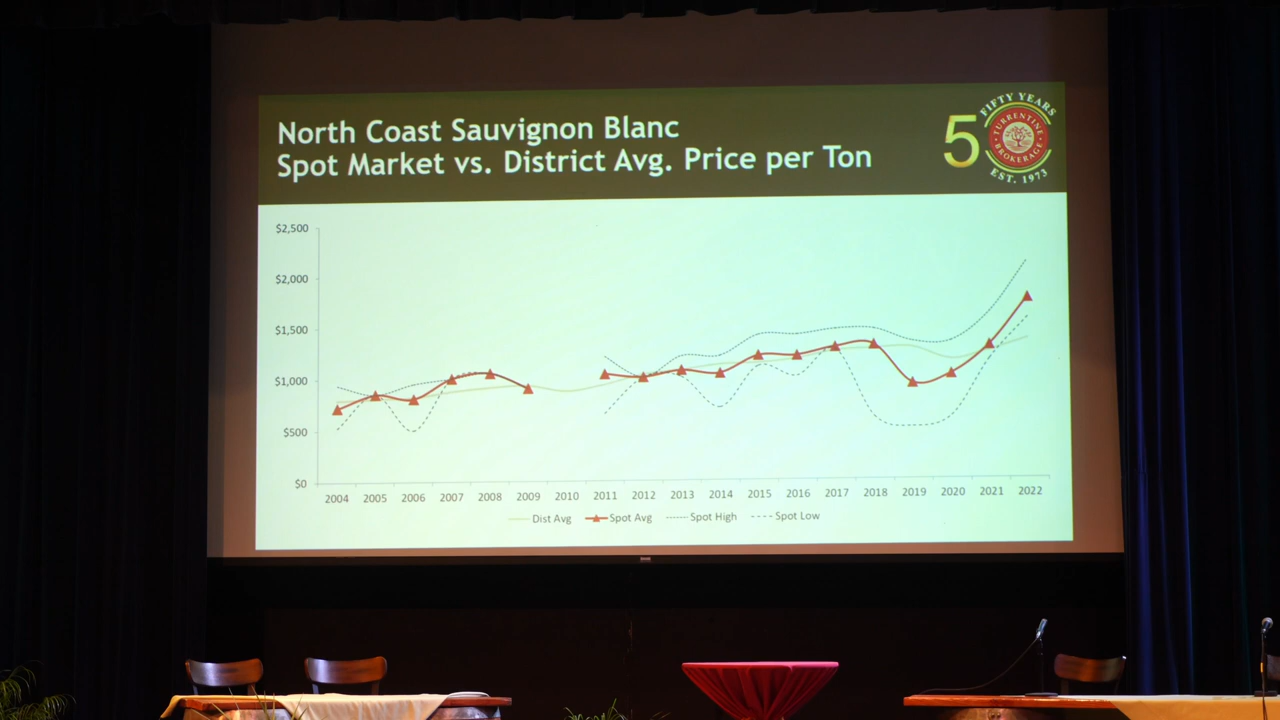 North Coast Sauvignon Blanc
Spot Market vs. District Avg. Price per Ton
5
FIFTY YEARS
TURRENTINE
BROKERAGE
EST. 1973
$2,500
$2,000
$1,500
$1,000
$500
$0
2004 2005 2006 2007 2008 2009 2010 2011 2012 2013 2014 2015 2016 2017 2018 2019 2020 2021 2022
Dist Avg Spot Avg Spot High Spot Low